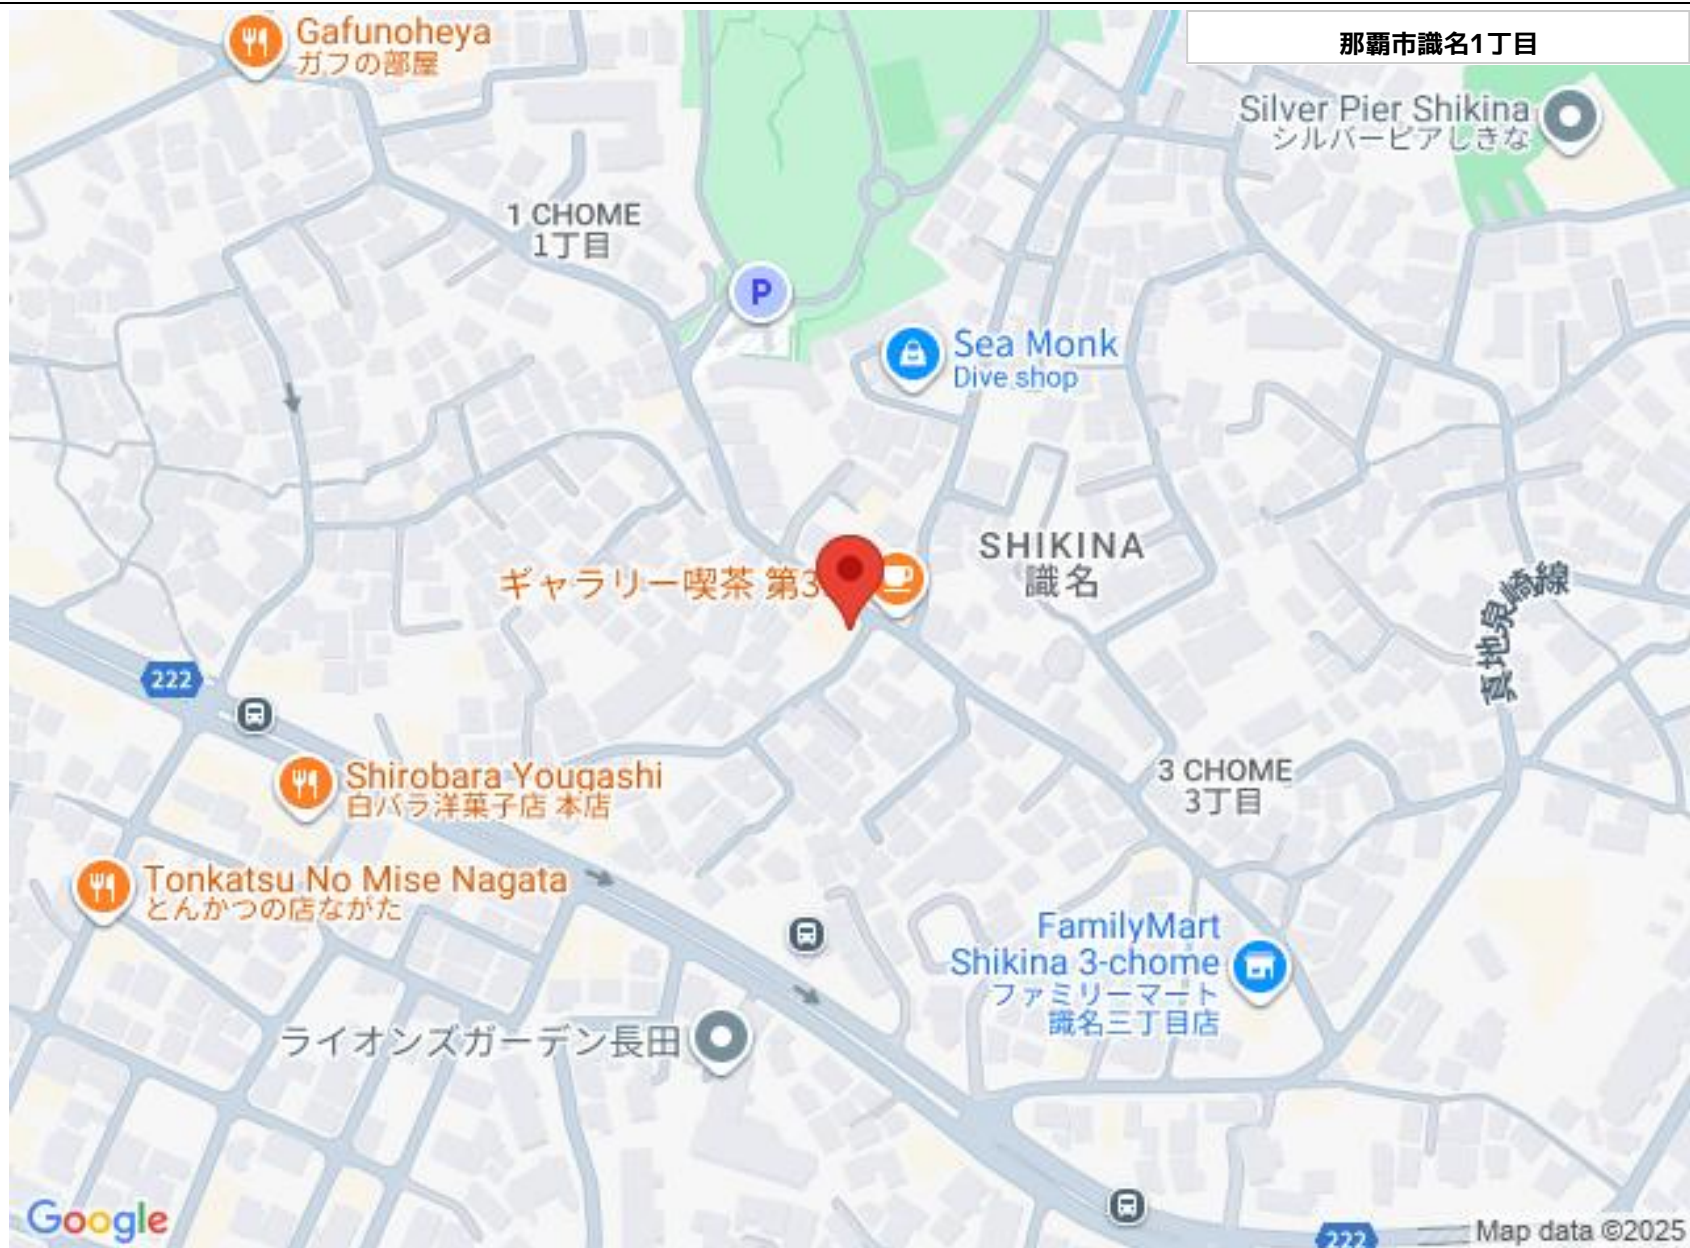 Gafunoheya
ガフの部屋
那覇市識名1丁目
Silver Pier Shikina
シルバーピアしきな
1 CHOME
1丁目
P
Sea Monk
Dive shop
SHIKINA
識名
ギャラリー喫茶 第3
真地久茂地線
222
Shirobara Yougashi
白バラ洋菓子店 本店
3 CHOME
3丁目
Tonkatsu No Mise Nagata
とんかつの店ながた
FamilyMart
Shikina 3-chome
ファミリーマート
識名三丁目店
ライオンズガーデン長田
Google
222
Map data ©2025